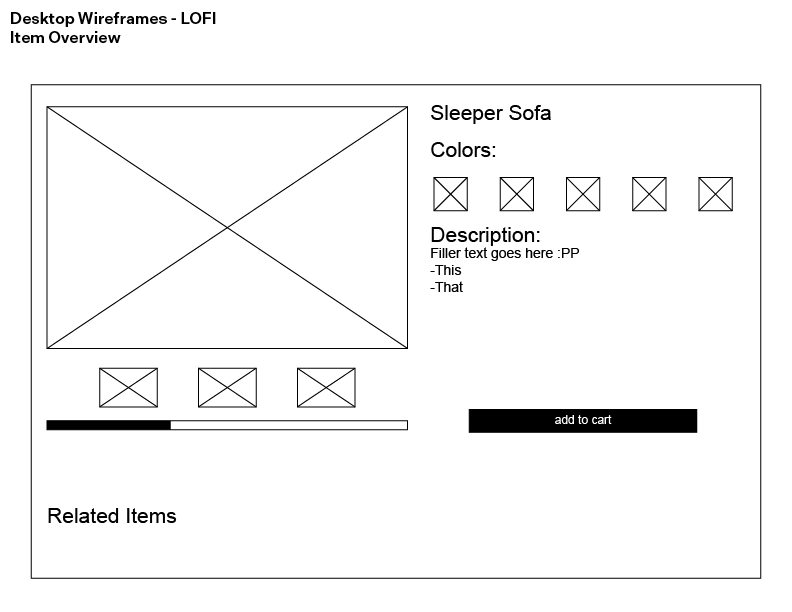 Desktop Wireframes - LOFI
Item Overview
Sleeper Sofa
Colors:
Description:
Filler text goes here :PP
-This
-That
add to cart
Related Items